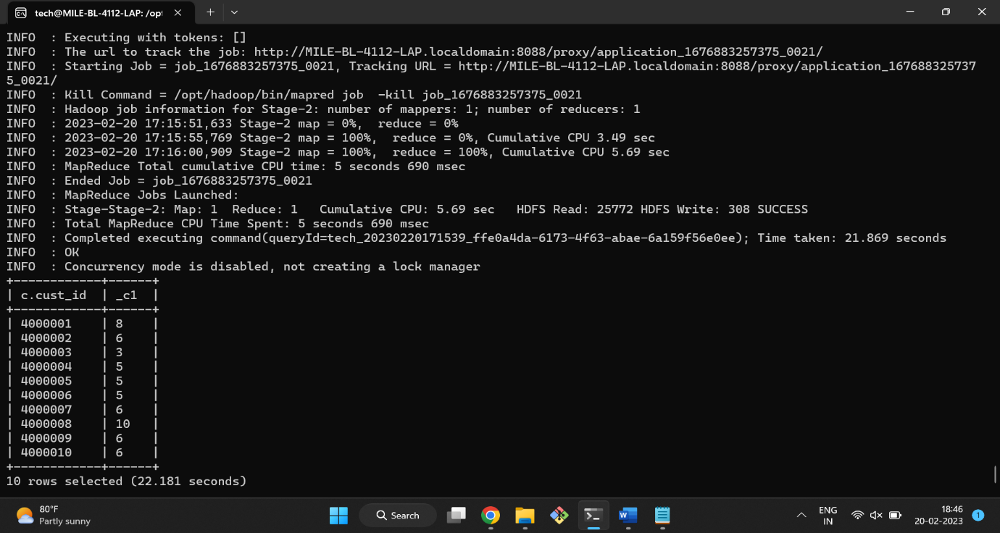 tech@MILE-BL-4112-LAP: /opt
INFO  : Executing with tokens: []
INFO  : The url to track the job: http://MILE-BL-4112-LAP.localdomain:8088/proxy/application_1676883257375_0021/
INFO  : Starting Job = job_1676883257375_0021, Tracking URL = http://MILE-BL-4112-LAP.localdomain:8088/proxy/application_167688325737
5_0021/
INFO  : Kill Command = /opt/hadoop/bin/mapred job  -kill job_1676883257375_0021
INFO  : Hadoop job information for Stage-2: number of mappers: 1; number of reducers: 1
INFO  : 2023-02-20 17:15:51,633 Stage-2 map = 0%,  reduce = 0%
INFO  : 2023-02-20 17:15:55,769 Stage-2 map = 100%,  reduce = 0%, Cumulative CPU 3.49 sec
INFO  : 2023-02-20 17:16:00,909 Stage-2 map = 100%,  reduce = 100%, Cumulative CPU 5.69 sec
INFO  : MapReduce Total cumulative CPU time: 5 seconds 690 msec
INFO  : Ended Job = job_1676883257375_0021
INFO  : MapReduce Jobs Launched:
INFO  : Stage-Stage-2: Map: 1  Reduce: 1   Cumulative CPU: 5.69 sec   HDFS Read: 25772 HDFS Write: 308 SUCCESS
INFO  : Total MapReduce CPU Time Spent: 5 seconds 690 msec
INFO  : Completed executing command(queryId=tech_20230220171539_ffe0a4da-6173-4f63-abae-6a159f56e0ee); Time taken: 21.869 seconds
INFO  : OK
INFO  : Concurrency mode is disabled, not creating a lock manager
+------------+------+
| c.cust_id  | _c1  |
+------------+------+
| 4000001    | 8    |
| 4000002    | 6    |
| 4000003    | 3    |
| 4000004    | 5    |
| 4000005    | 5    |
| 4000006    | 5    |
| 4000007    | 6    |
| 4000008    | 10   |
| 4000009    | 6    |
| 4000010    | 6    |
+------------+------+
10 rows selected (22.181 seconds)
80°F
Partly sunny
Search
ENG
IN
18:46
20-02-2023
1